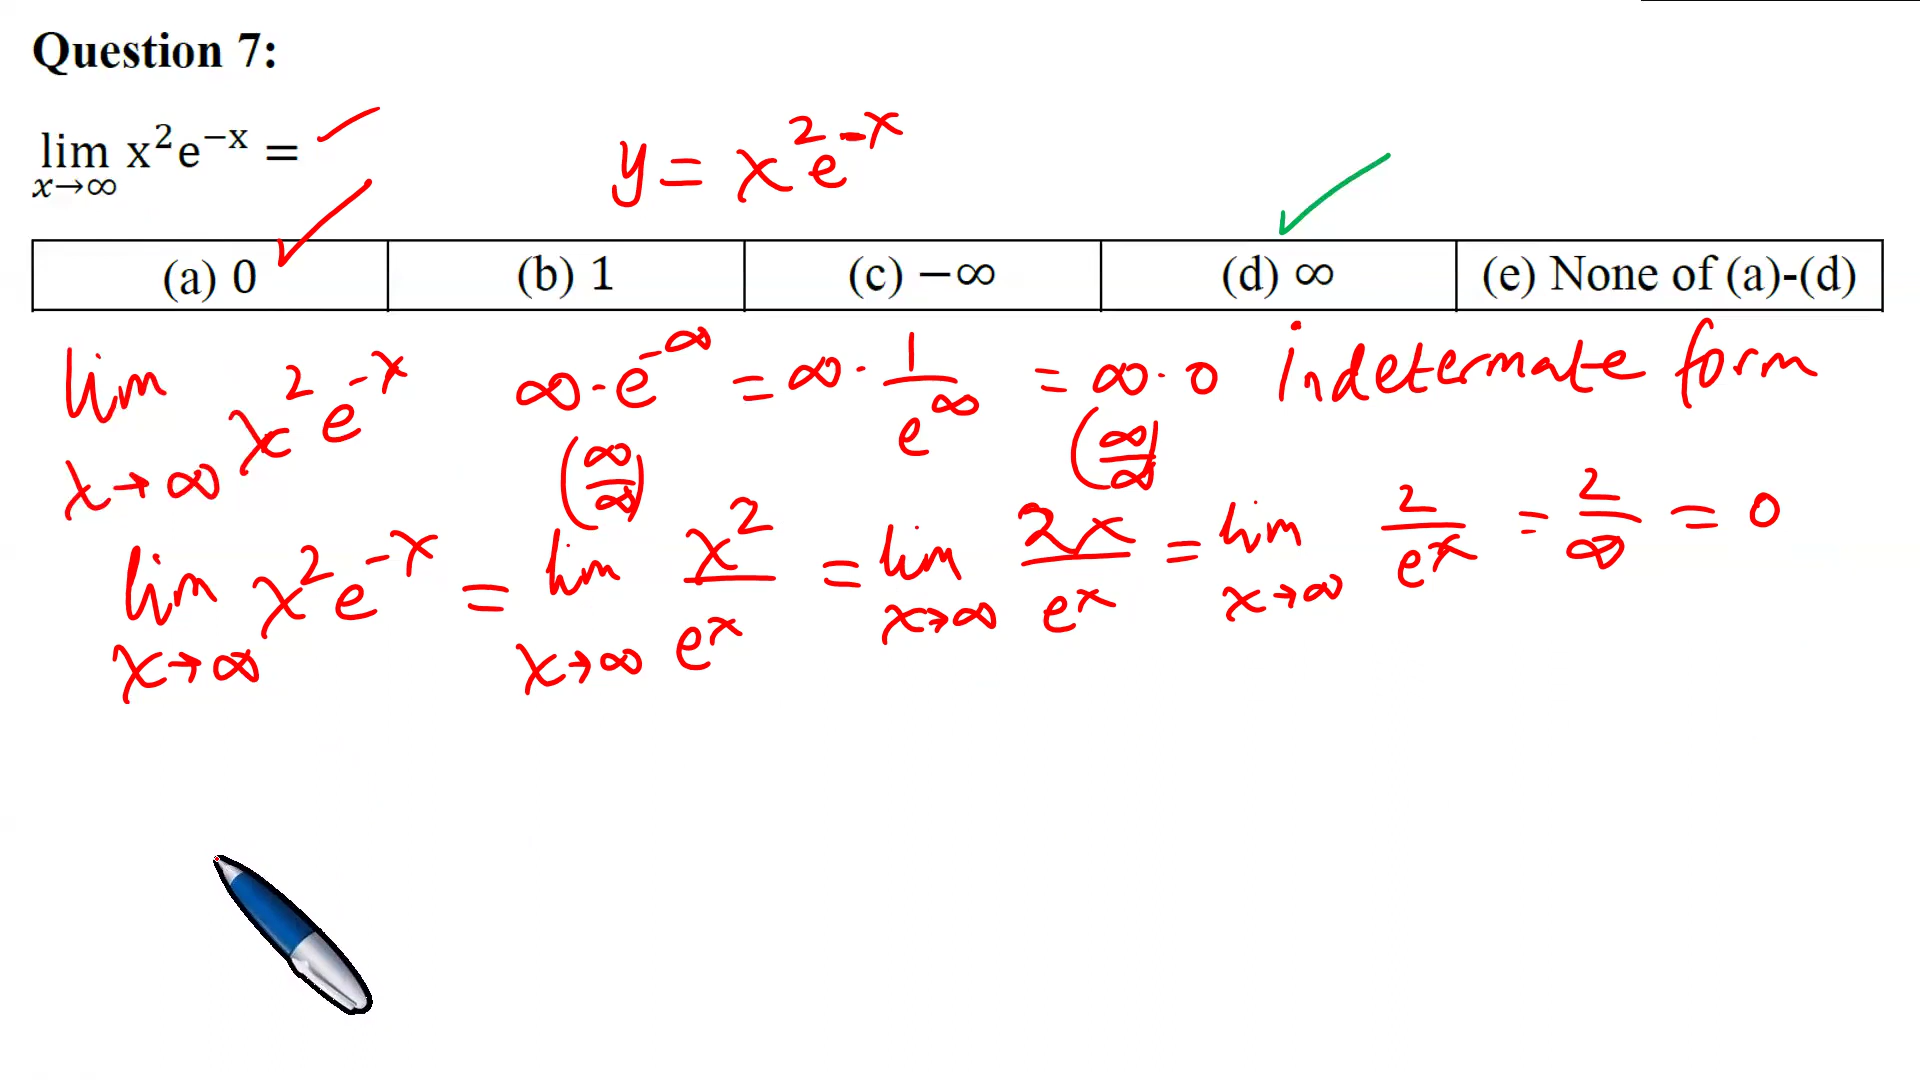 Question 7:
lim x→∞ x²e⁻ˣ =
y = x²e⁻ˣ
(a) 0 (b) 1 (c) −∞ (d) ∞ (e) None of (a)-(d)
lim x→∞ x²e⁻ˣ ∞·e^−∞ = ∞· 1/e^∞ = ∞·0 indetermate form
(∞/∞) (∞/∞)
lim x→∞ x²e⁻ˣ = lim x→∞ x²/eˣ = lim x→∞ 2x/eˣ = lim x→∞ 2/eˣ = 2/∞ = 0